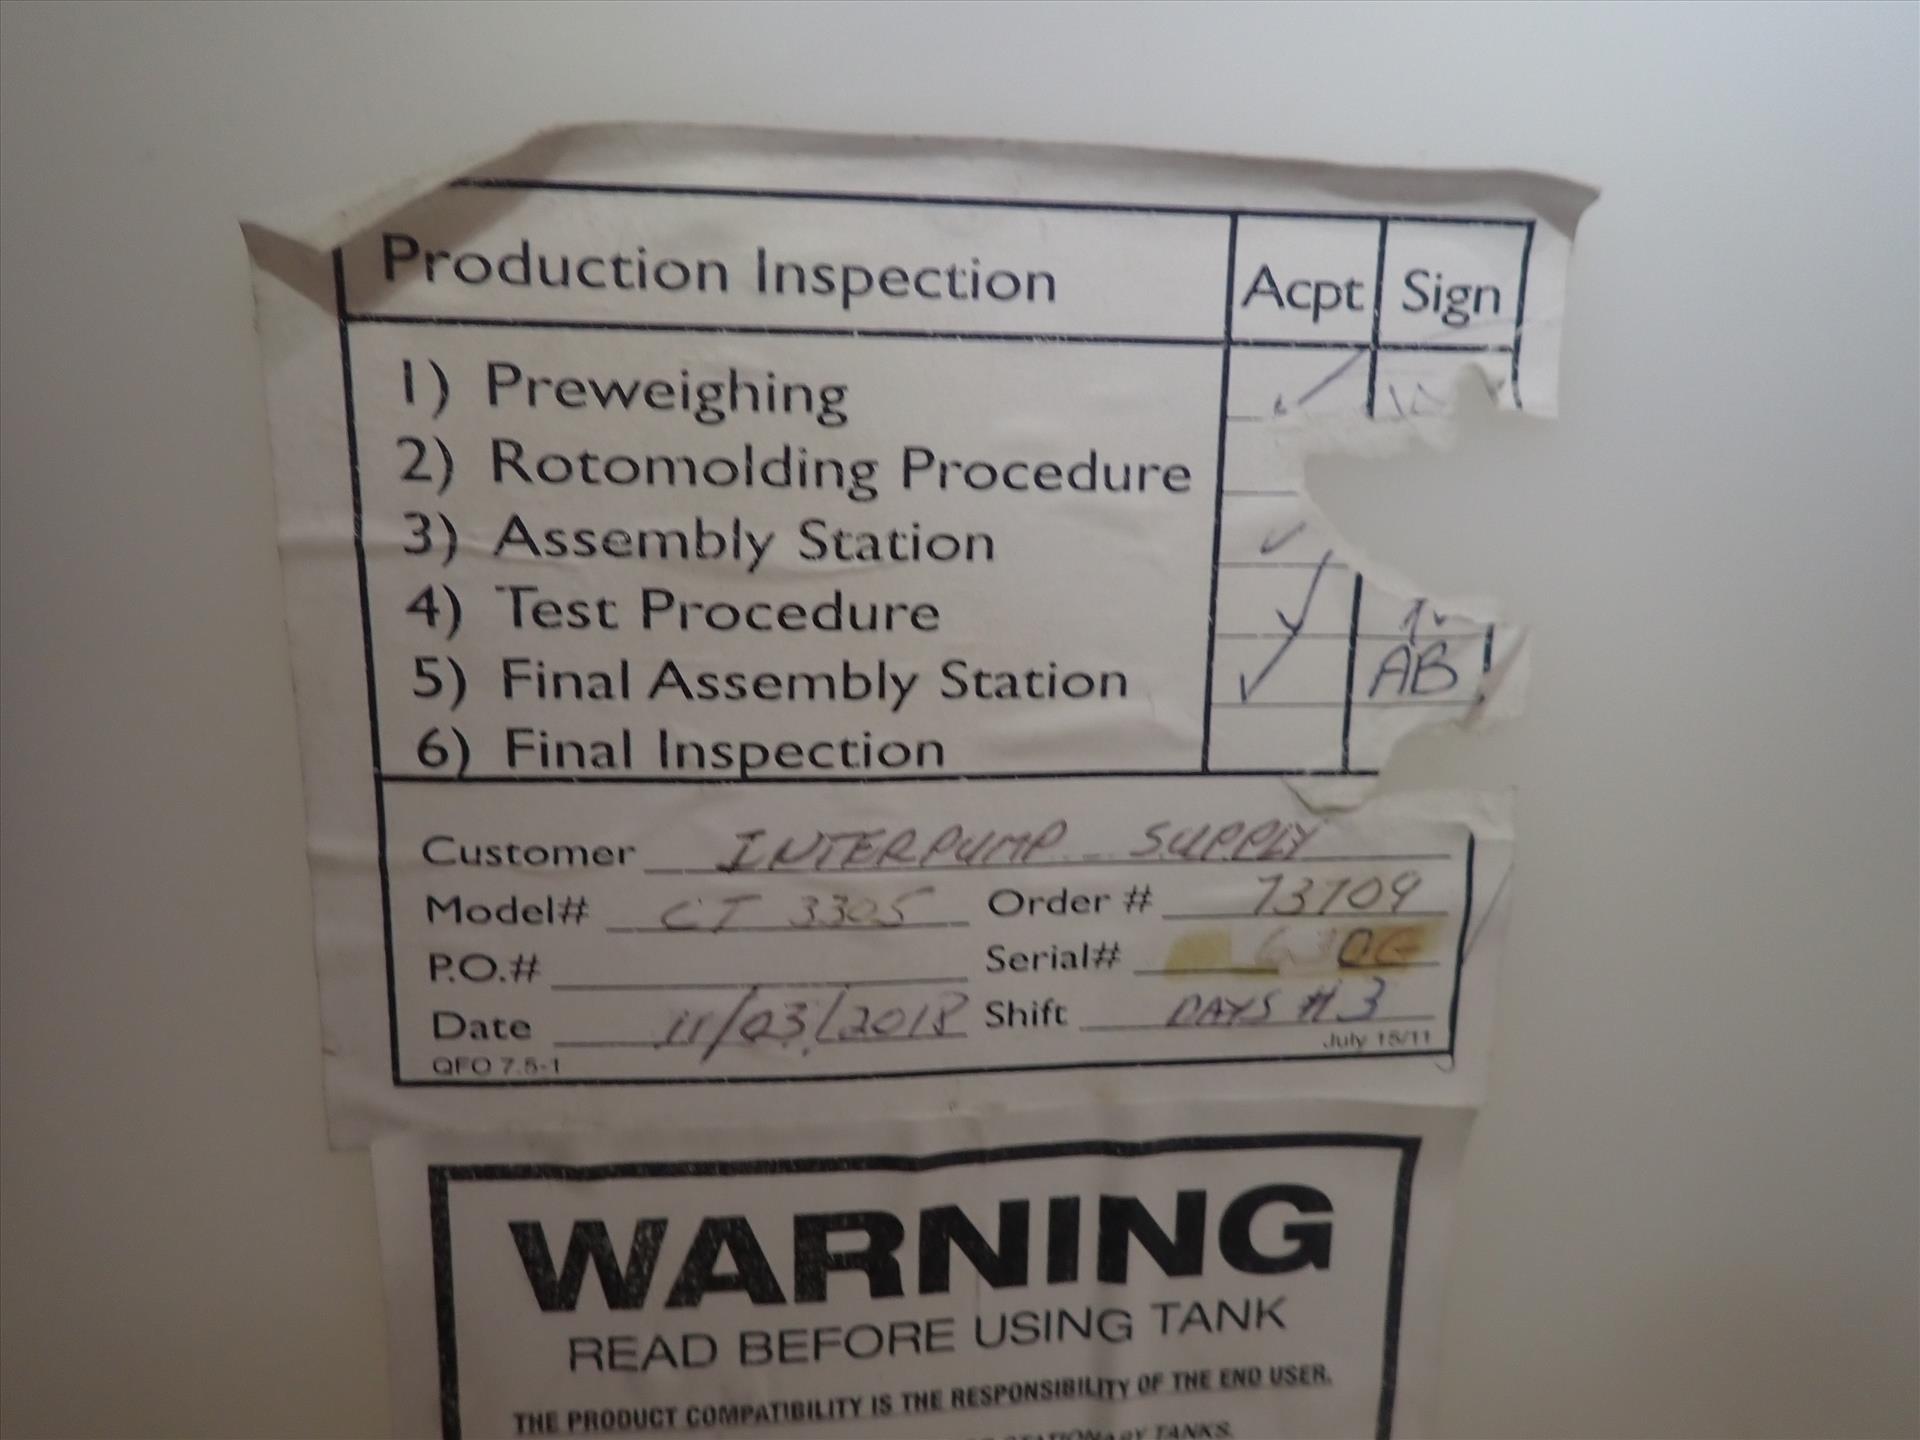 Production Inspection Acpt Sign
1) Preweighing
2) Rotomolding Procedure
3) Assembly Station
4) Test Procedure
5) Final Assembly Station AB
6) Final Inspection
Customer INTERPUMP SUPPLY
Model# CT 3305 Order # 73709
P.O.# Serial#
Date 11/03/2018 Shift DAYS #3
QFO 7.5-1 July 15/11
WARNING
READ BEFORE USING TANK
THE PRODUCT COMPATIBILITY IS THE RESPONSIBILITY OF THE END USER.
STATIONARY TANKS.